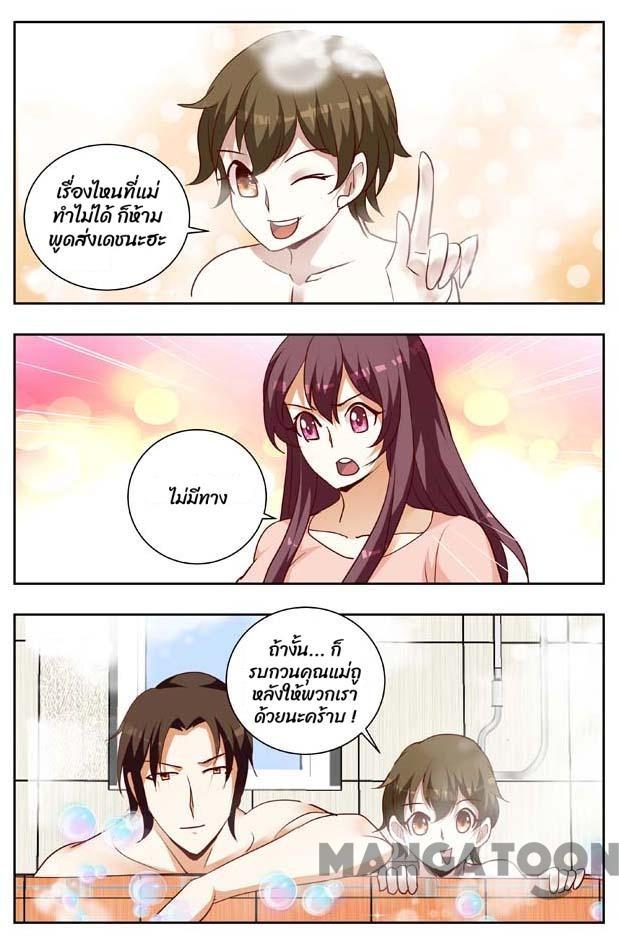 เรื่องไหนที่แม่
ทำไม่ได้ ก็ห้าม
พูดส่งเดชนะฮะ
ไม่มีทาง
ถ้างั้น... ก็
รบกวนคุณแม่ถู
หลังให้พวกเรา
ด้วยนะคร้าบ !
MANGATOON